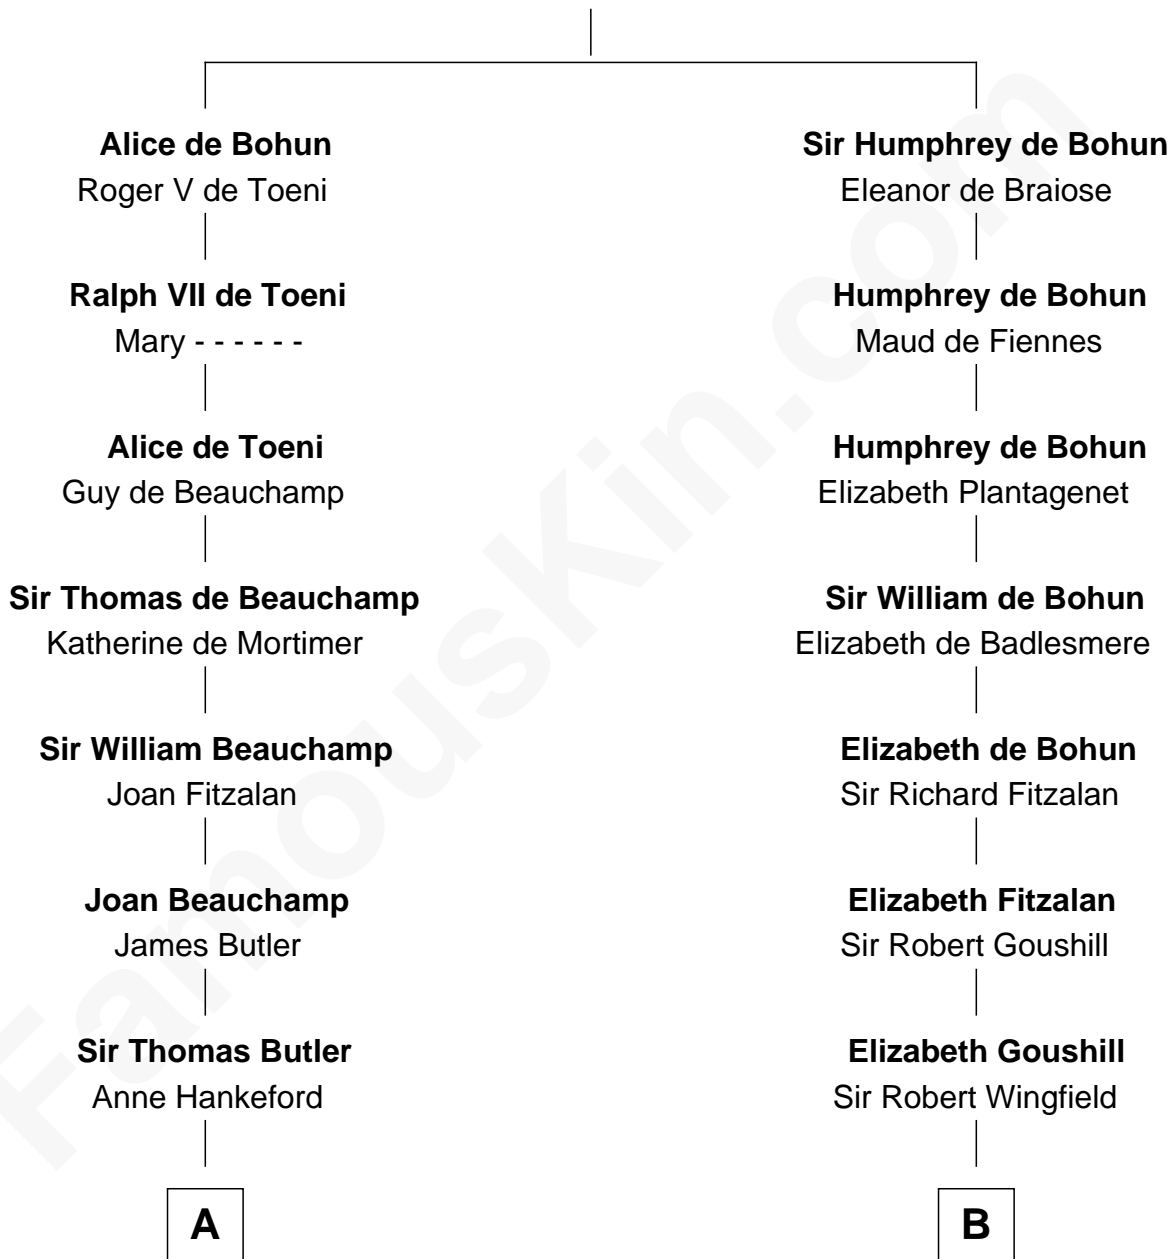 Alice de Bohun
Roger V de Toeni
Ralph VII de Toeni
Mary - - - - - -
Alice de Toeni
Guy de Beauchamp
Sir Thomas de Beauchamp
Katherine de Mortimer
Sir William Beauchamp
Joan Fitzalan
Joan Beauchamp
James Butler
Sir Thomas Butler
Anne Hankeford
A
Sir Humphrey de Bohun
Eleanor de Braiose
Humphrey de Bohun
Maud de Fiennes
Humphrey de Bohun
Elizabeth Plantagenet
Sir William de Bohun
Elizabeth de Badlesmere
Elizabeth de Bohun
Sir Richard Fitzalan
Elizabeth Fitzalan
Sir Robert Goushill
Elizabeth Goushill
Sir Robert Wingfield
B
FamousKin.com